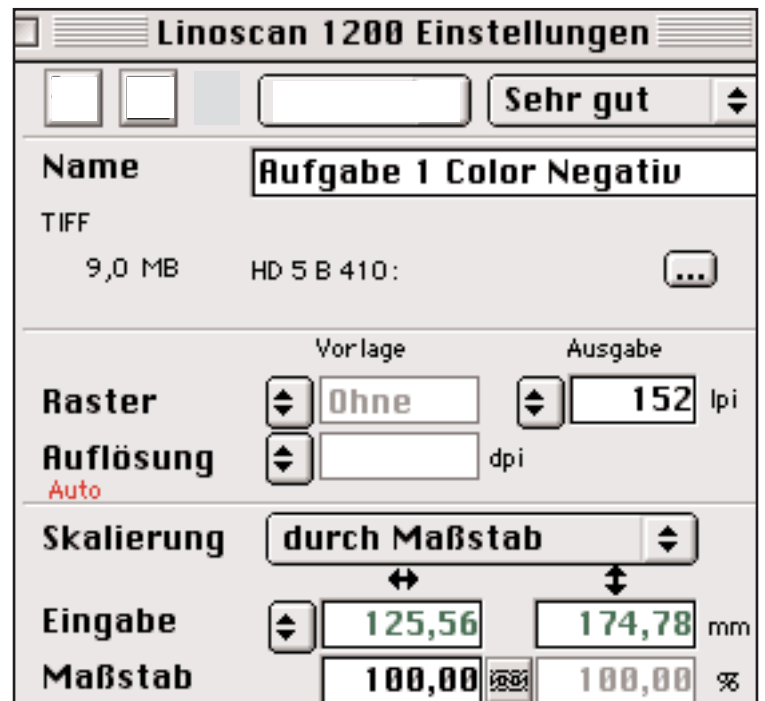 Linoscan 1200 Einstellungen
Sehr gut
Name Aufgabe 1 Color Negativ
TIFF
9,0 MB HD 5 B 410:
...
Vorlage Ausgabe
Raster Ohne 152 lpi
Auflösung dpi
Auto
Skalierung durch Maßstab
Eingabe 125,56 174,78 mm
Maßstab 100,00 100,00 %